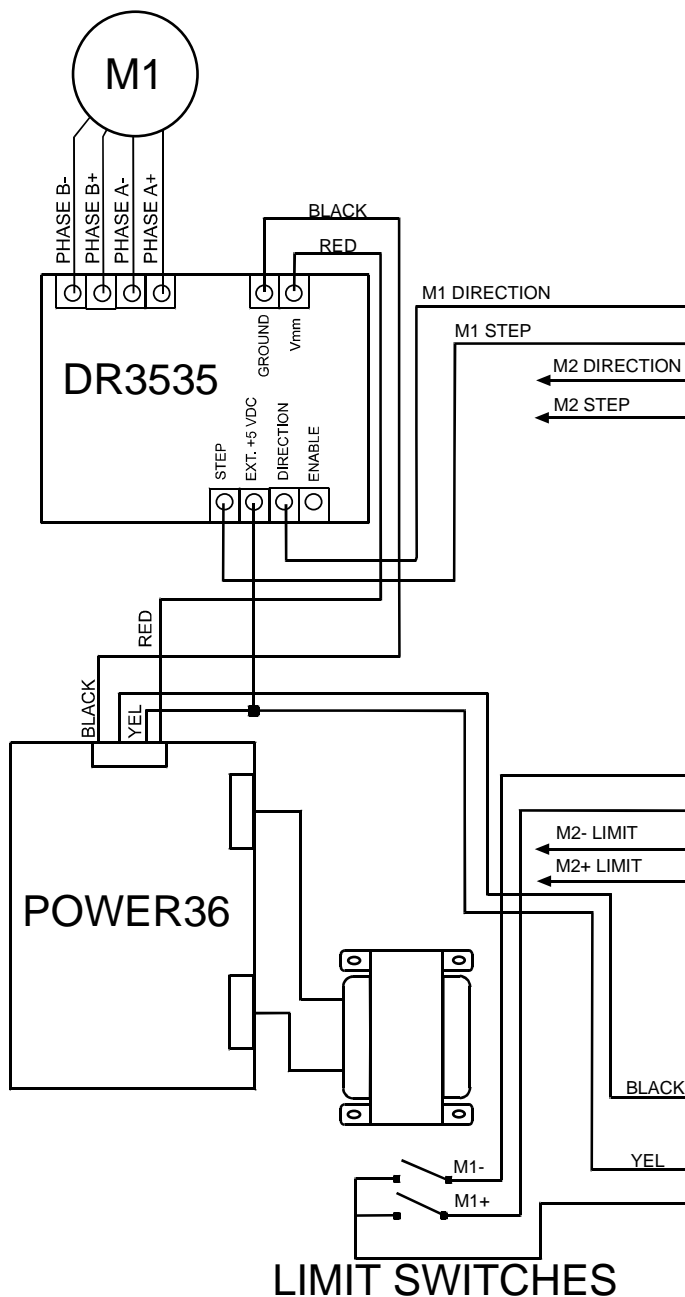 M1
PHASE B-
PHASE B+
PHASE A-
PHASE A+
BLACK
RED
GROUND
Vmm
M1 DIRECTION
M1 STEP
M2 DIRECTION
M2 STEP
DR3535
STEP
EXT. +5 VDC
DIRECTION
ENABLE
BLACK
YEL
RED
POWER36
M2- LIMIT
M2+ LIMIT
BLACK
YEL
M1-
M1+
LIMIT SWITCHES